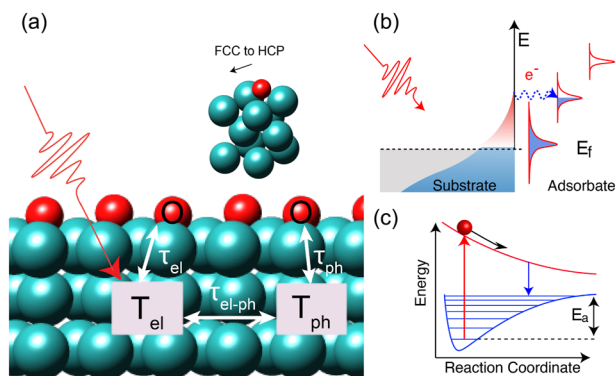 (a)
FCC to HCP
O
O
τel
τph
τel-ph
Tel
Tph
(b)
E
e-
Ef
Substrate
Adsorbate
(c)
Energy
Ea
Reaction Coordinate